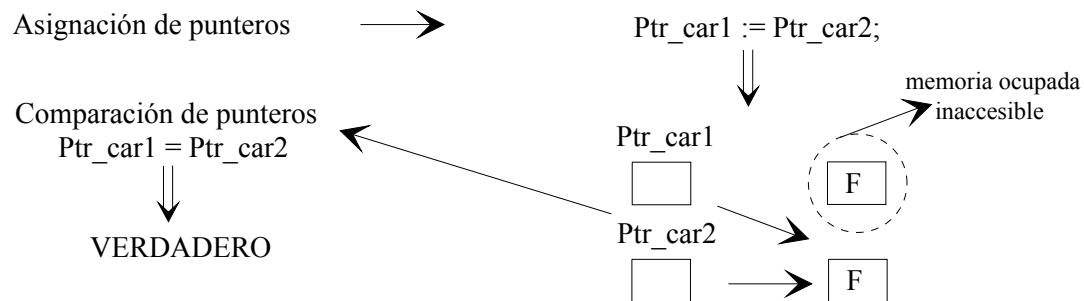 Asignación de punteros
Ptr_car1 := Ptr_car2;
memoria ocupada
inaccesible
Comparación de punteros
Ptr_car1 = Ptr_car2
VERDADERO
Ptr_car1
F
Ptr_car2
F